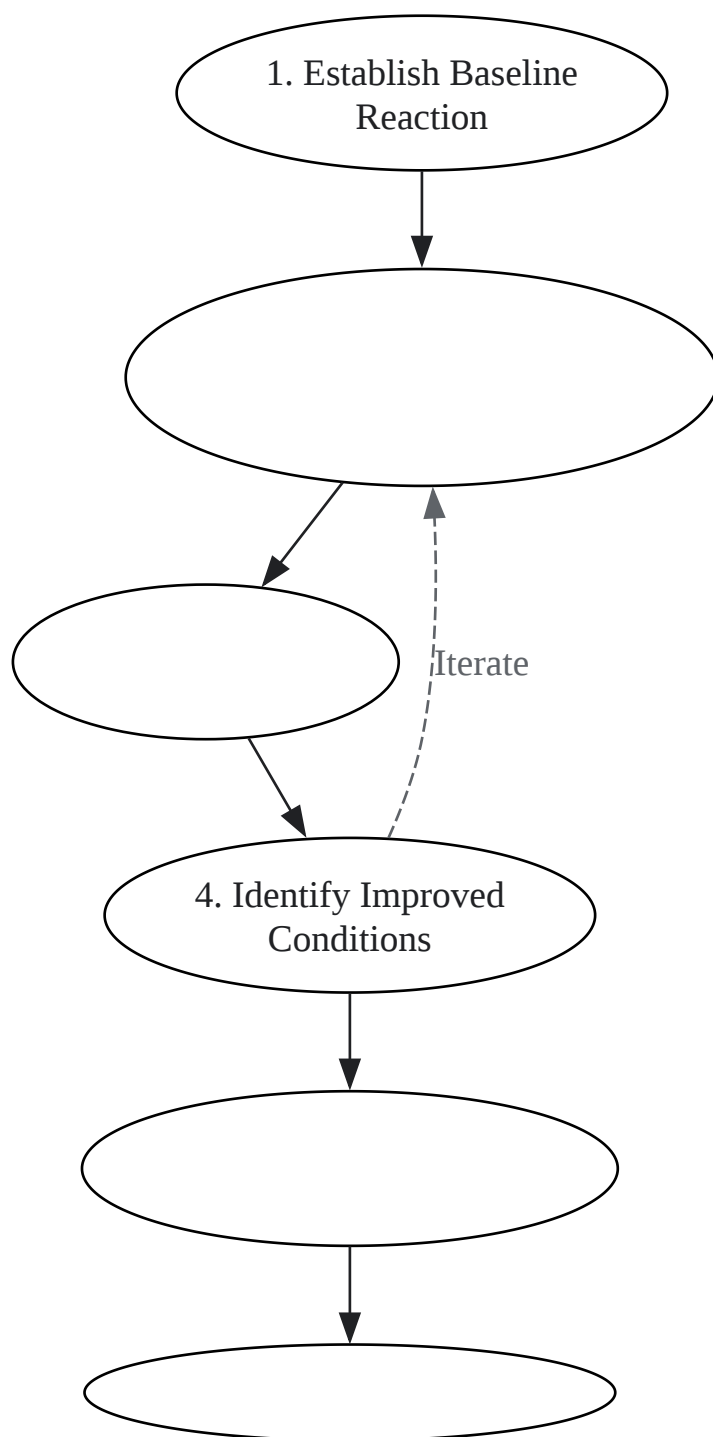 1. Establish Baseline
Reaction
Iterate
4. Identify Improved
Conditions